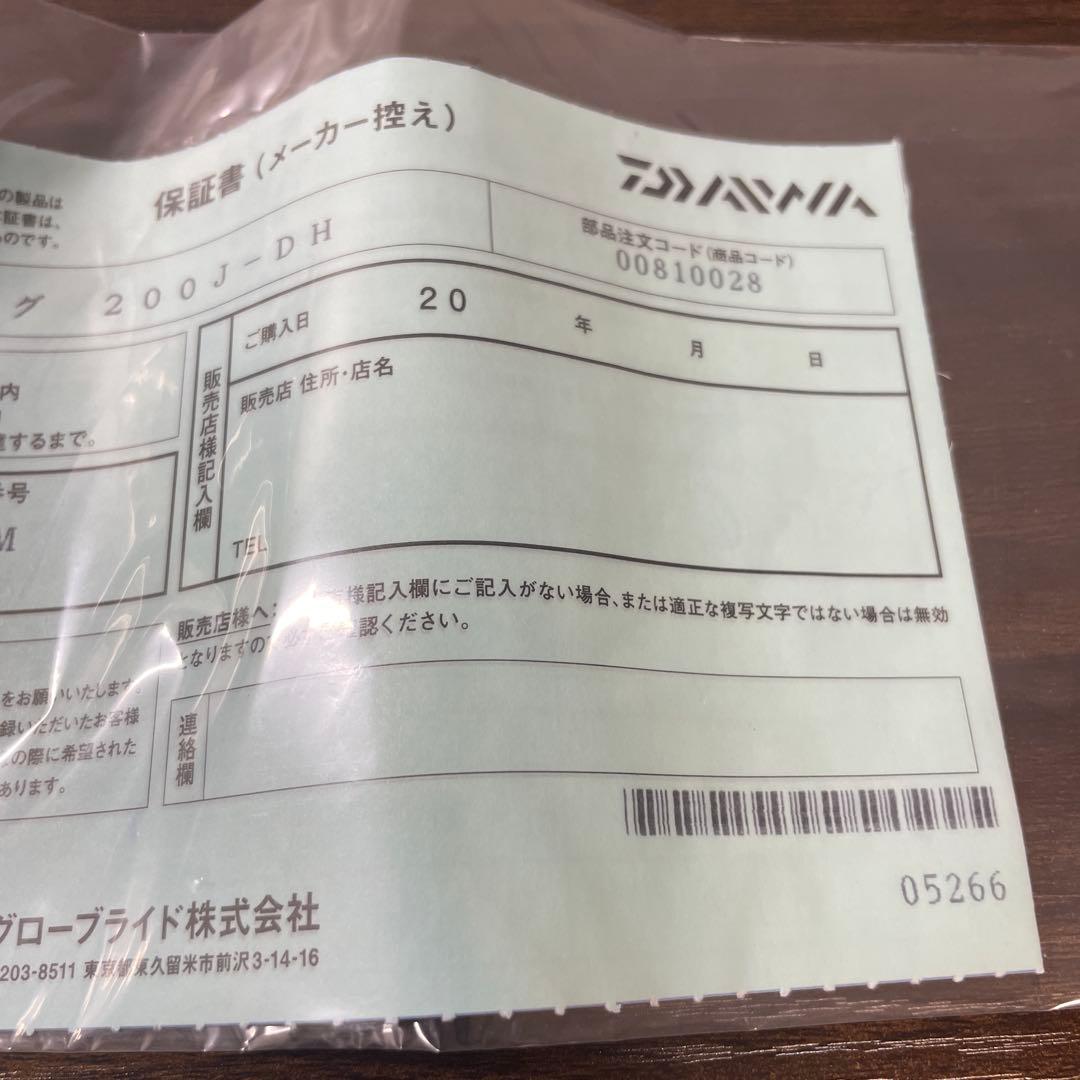 保証書(メーカー控え)
DAIWA
の製品は
証書は、
ものです。
グ 200J-DH
部品注文コード(商品コード)
00810028
ご購入日 20 年 月 日
販売店様記入欄
販売店 住所・店名
TEL
内
するまで。
番号
M
販売店様へ
様記入欄にご記入がない場合、または適正な複写文字ではない場合は無効
となりますので必ずご確認ください。
をお願いいたします。
録いただいたお客様
の際に希望された
あります。
連絡欄
05266
グローブライド株式会社
203-8511 東京都東久留米市前沢3-14-16